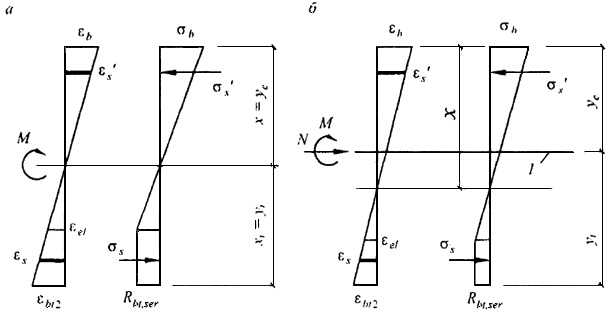 а
ε_b
σ_b
ε_s'
σ_s'
x = y_c
M
x_t = y_t
ε_el
ε_s
σ_s
ε_bt2
R_bt,ser
б
ε_b
σ_b
ε_s'
σ_s'
x
y_c
N
M
1
ε_el
ε_s
σ_s
y_t
ε_bt2
R_bt,ser